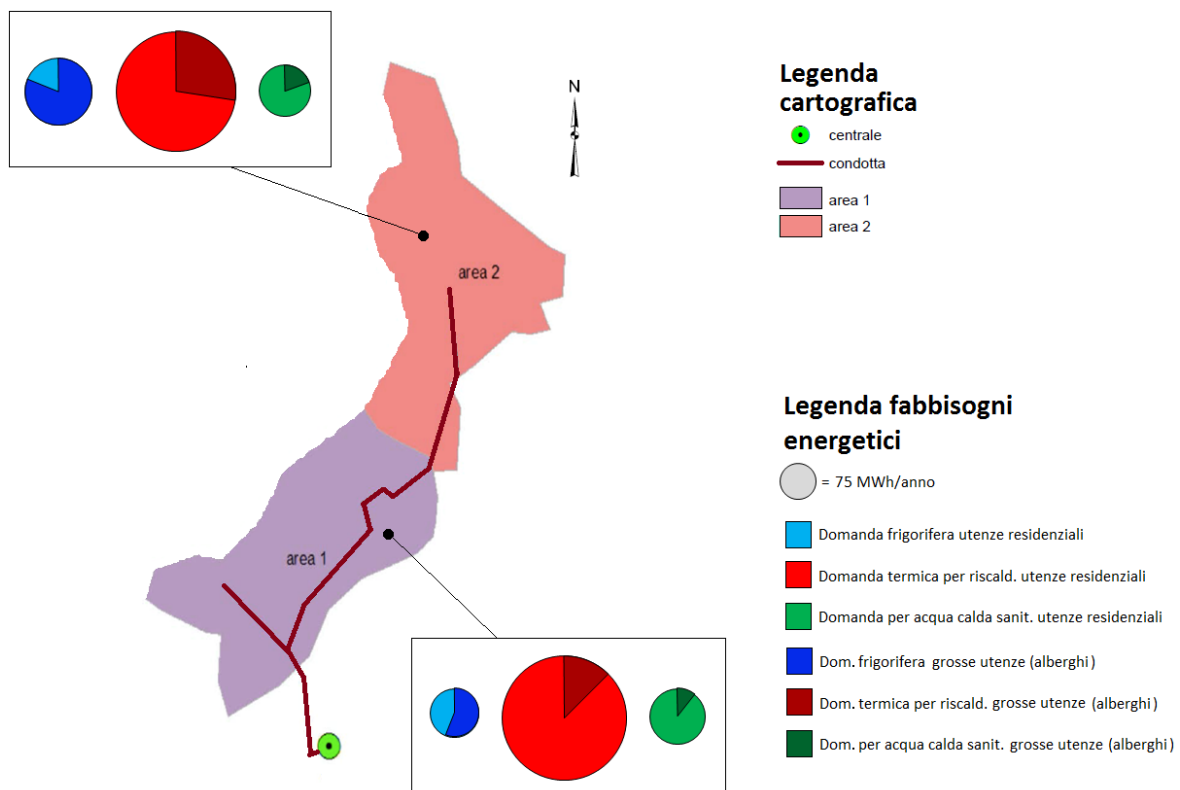 N
area 2
area 1
Legenda
cartografica
centrale
condotta
area 1
area 2
Legenda fabbisogni
energetici
= 75 MWh/anno
Domanda frigorifera utenze residenziali
Domanda termica per riscald. utenze residenziali
Domanda per acqua calda sanit. utenze residenziali
Dom. frigorifera grosse utenze (alberghi)
Dom. termica per riscald. grosse utenze (alberghi)
Dom. per acqua calda sanit. grosse utenze (alberghi)